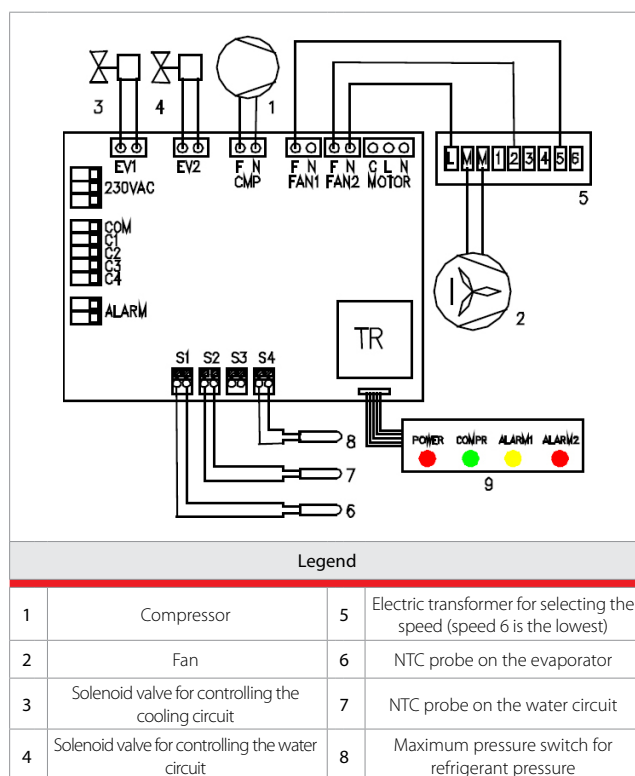 3 4 1
EV1 EV2 F N F N F N C L N
CMP FAN1 FAN2 MOTOR
L M M 1 2 3 4 5 6
5
230VAC
COM
C1
C2
C3
C4
ALARM
2
TR
S1 S2 S3 S4
8
7
6
POWER COMPR ALARM1 ALARM2
9
Legend
1 Compressor 5 Electric transformer for selecting the
speed (speed 6 is the lowest)
2 Fan 6 NTC probe on the evaporator
3 Solenoid valve for controlling the
cooling circuit 7 NTC probe on the water circuit
4 Solenoid valve for controlling the water
circuit 8 Maximum pressure switch for
refrigerant pressure